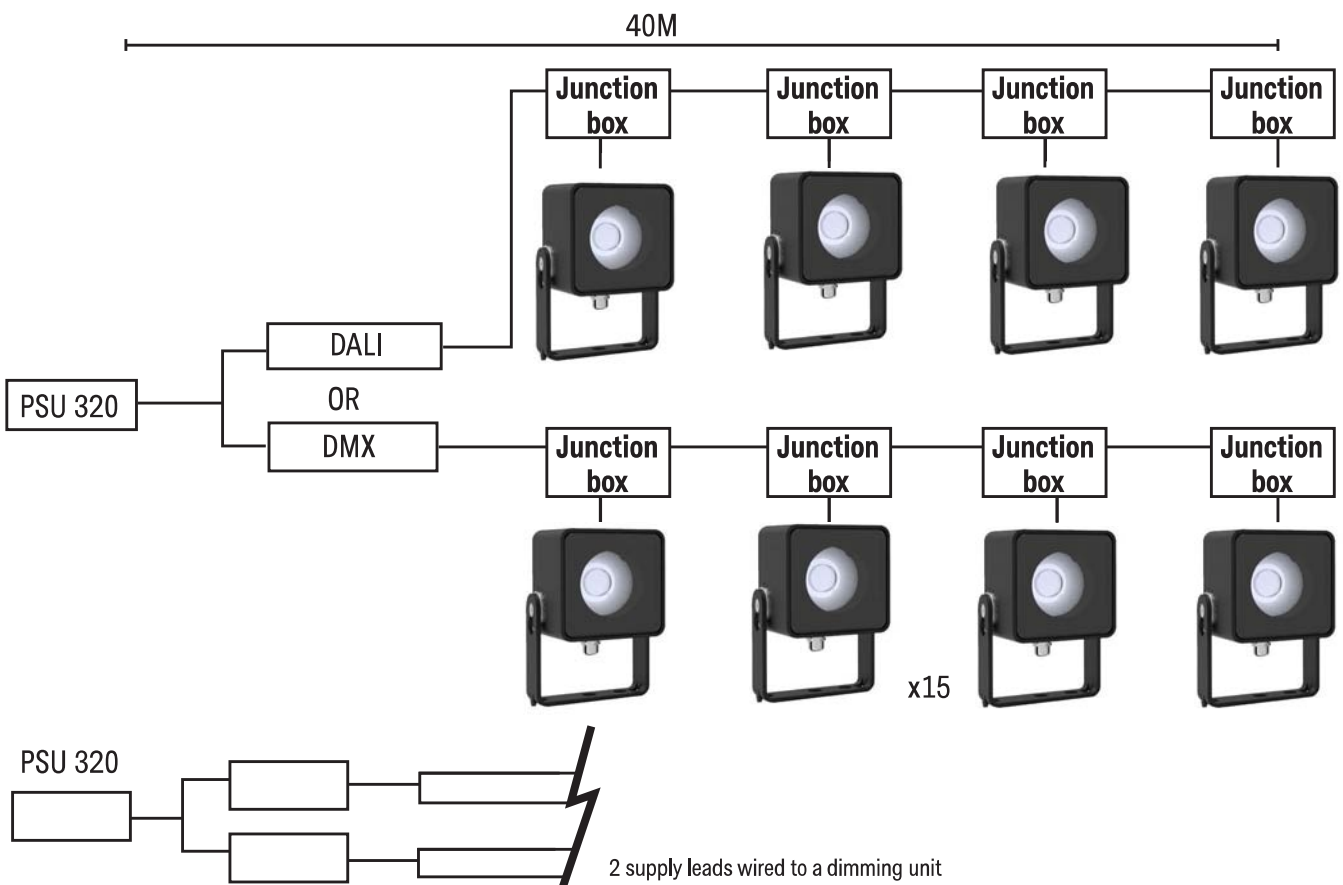 40M
Junction
box
Junction
box
Junction
box
Junction
box
DALI
PSU 320
OR
DMX
Junction
box
Junction
box
Junction
box
Junction
box
x15
PSU 320
2 supply leads wired to a dimming unit